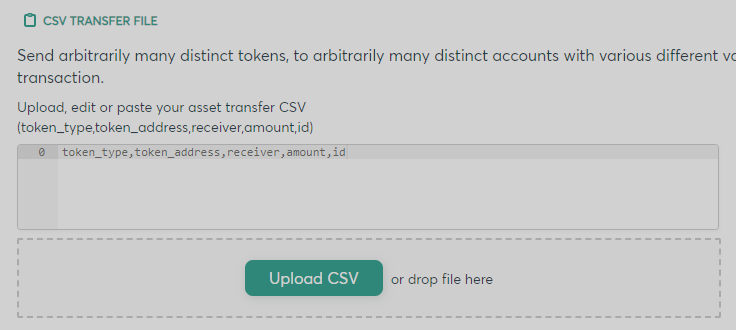 CSV TRANSFER FILE
Send arbitrarily many distinct tokens, to arbitrarily many distinct accounts with various different
transaction.
Upload, edit or paste your asset transfer CSV
(token_type,token_address,receiver,amount,id)
0 token_type,token_address,receiver,amount,id
Upload CSV or drop file here